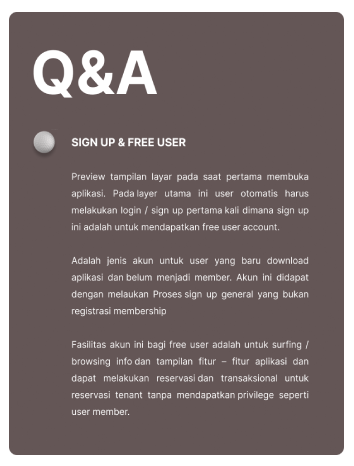 Q&A
SIGN UP & FREE USER
Preview tampilan layar pada saat pertama membuka
aplikasi. Pada layer utama ini user otomatis harus
melakukan login / sign up pertama kali dimana sign up
ini adalah untuk mendapatkan free user account.
Adalah jenis akun untuk user yang baru download
aplikasi dan belum menjadi member. Akun ini didapat
dengan melaukan Proses sign up general yang bukan
registrasi membership
Fasilitas akun ini bagi free user adalah untuk surfing /
browsing info dan tampilan fitur – fitur aplikasi dan
dapat melakukan reservasi dan transaksional untuk
reservasi tenant tanpa mendapatkan privilege seperti
user member.